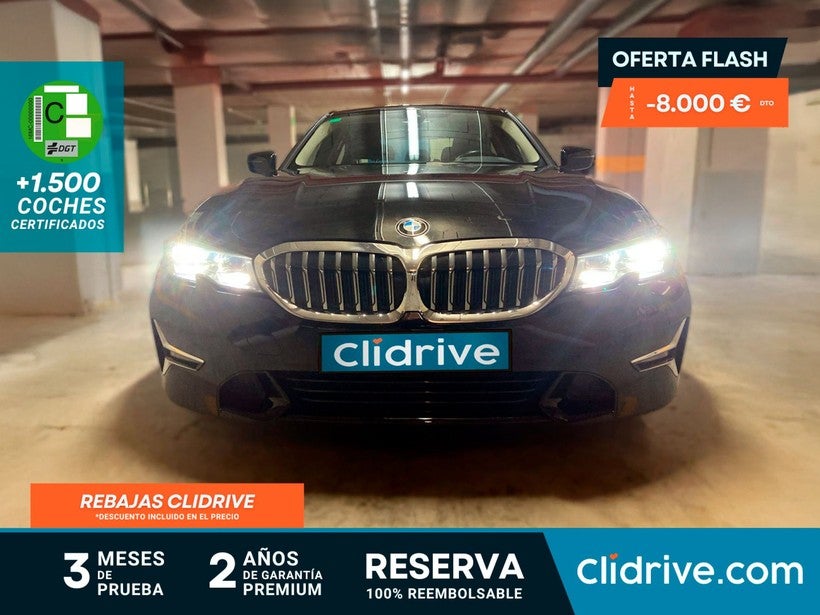 C
DGT
+1.500
COCHES
CERTIFICADOS
OFERTA FLASH
HASTA
-8.000 €
DTO
Clidrive
REBAJAS CLIDRIVE
*DESCUENTO INCLUIDO EN EL PRECIO
3 MESES
DE
PRUEBA
2 AÑOS
DE GARANTÍA
PREMIUM
RESERVA
100% REEMBOLSABLE
Clidrive.com